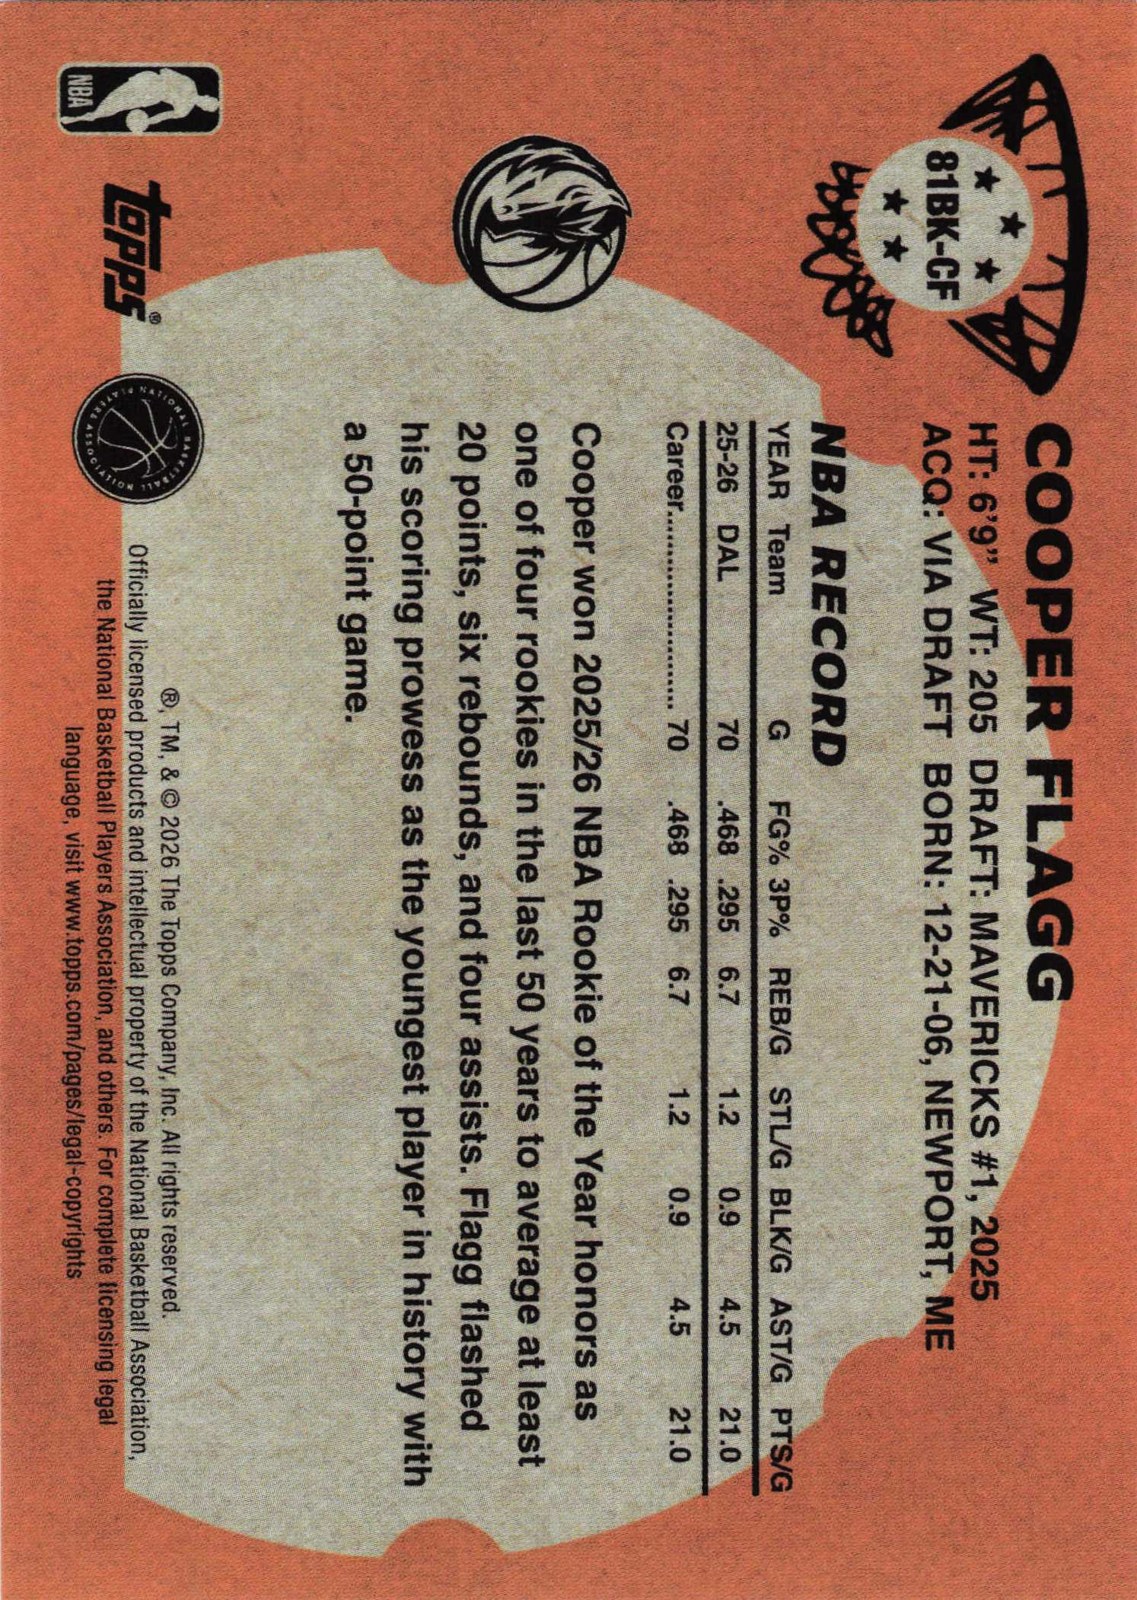 81BK-CF
COOPER FLAGG
HT: 6'9" WT: 205 DRAFT: MAVERICKS #1, 2025
ACQ: VIA DRAFT BORN: 12-21-06, NEWPORT, ME
NBA RECORD
YEAR Team G FG% 3P% REB/G STL/G BLK/G AST/G PTS/G
25-26 DAL 70 .468 .295 6.7 1.2 0.9 4.5 21.0
Career..................... 70 .468 .295 6.7 1.2 0.9 4.5 21.0
Cooper won 2025/26 NBA Rookie of the Year honors as
one of four rookies in the last 50 years to average at least
20 points, six rebounds, and four assists. Flagg flashed
his scoring prowess as the youngest player in history with
a 50-point game.
NBA
Topps®
NATIONAL BASKETBALL PLAYERS ASSOCIATION
®, TM, & © 2026 The Topps Company, Inc. All rights reserved.
Officially licensed products and intellectual property of the National Basketball Association,
the National Basketball Players Association, and others. For complete licensing legal
language, visit www.topps.com/pages/legal-copyrights